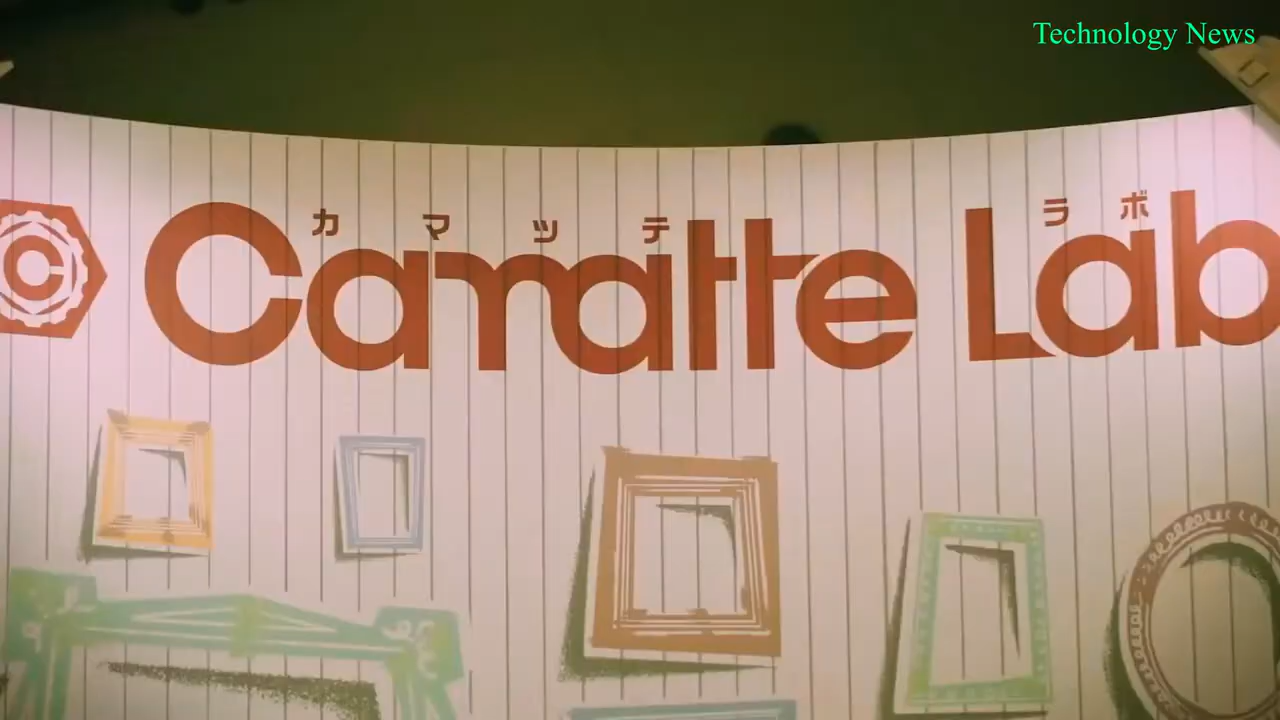 Technology News
カマッテ ラボ
C Camatte Lab